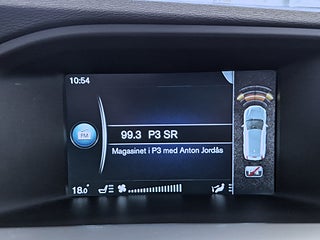 10:54
99.3 P3 SR
FM
Magasinet i P3 med Anton Jordås
18.0°